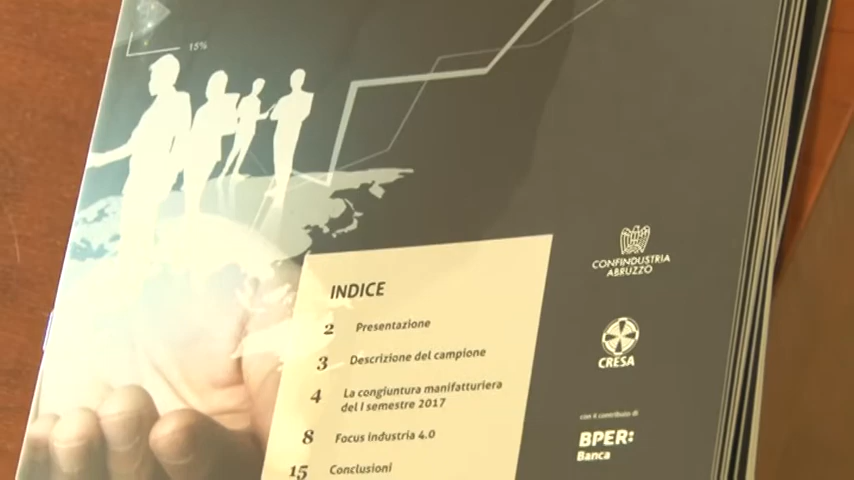 15%
INDICE
2 Presentazione
3 Descrizione del campione
4 La congiuntura manifatturiera
del I semestre 2017
8 Focus industria 4.0
15 Conclusioni
CONFINDUSTRIA
ABRUZZO
CRESA
con il contributo di
BPER:
Banca